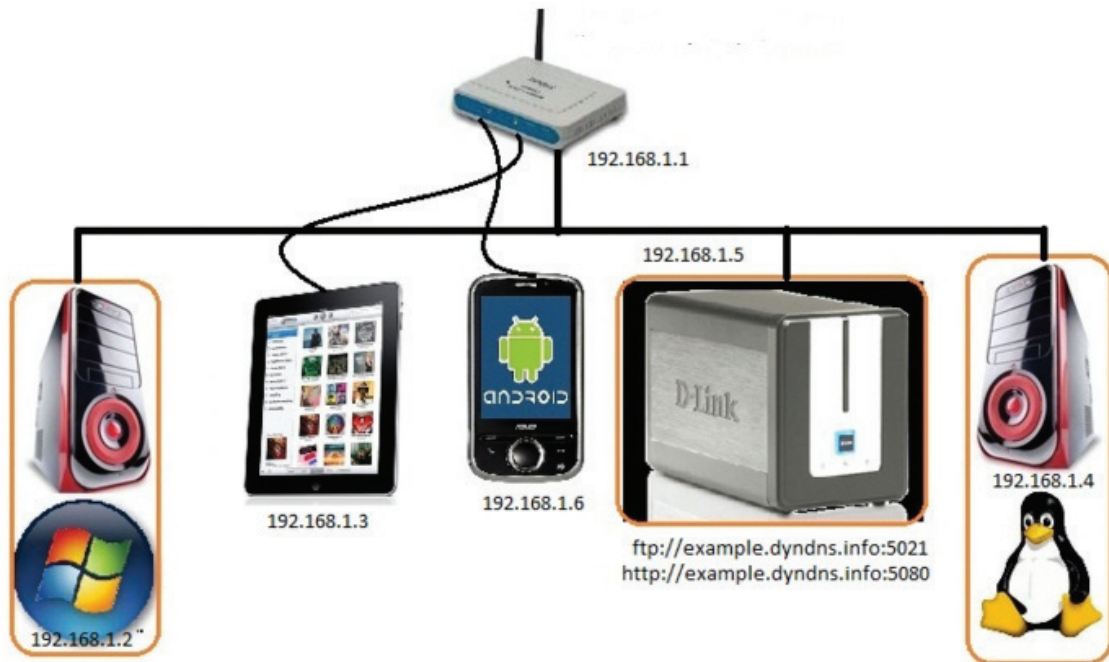 192.168.1.1
192.168.1.5
D-Link
ANDROID
ASUS
192.168.1.3
192.168.1.6
192.168.1.4
ftp://example.dyndns.info:5021
http://example.dyndns.info:5080
192.168.1.2